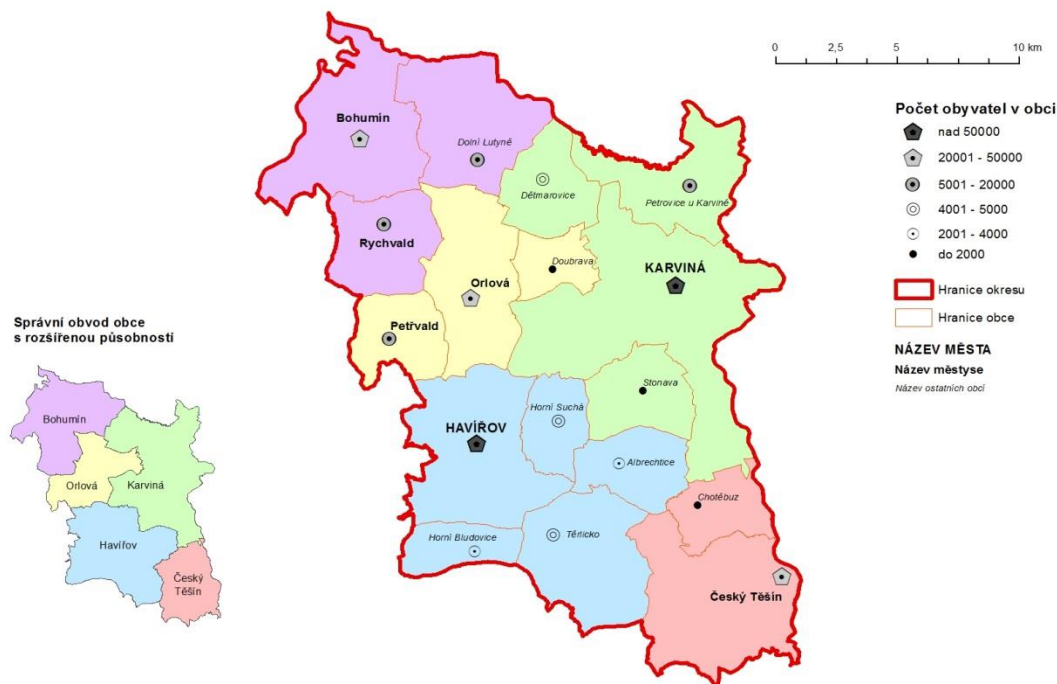 0 2,5 5 10 km
Počet obyvatel v obci
nad 50000
20001 - 50000
5001 - 20000
4001 - 5000
2001 - 4000
do 2000
Hranice okresu
Hranice obce
NÁZEV MĚSTA
Název městyse
Název ostatních obcí
Bohumín
Dolní Lutyně
Dětmarovice
Petrovice u Karviné
Rychvald
Doubrava
KARVINÁ
Orlová
Petřvald
Stonava
Horní Suchá
HAVÍŘOV
Albrechtice
Chotěbuz
Horní Bludovice
Těrlicko
Český Těšín
Správní obvod obce
s rozšířenou působností
Bohumín
Orlová
Karviná
Havířov
Český
Těšín